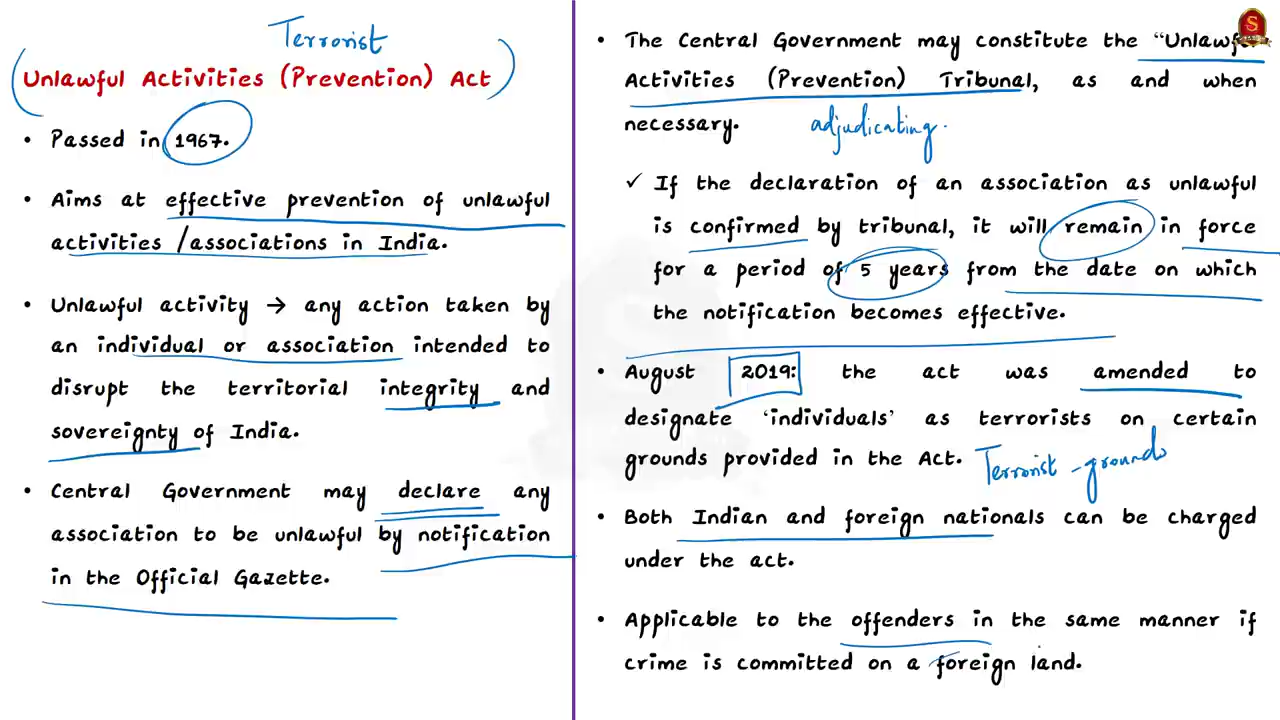 Terrorist
Unlawful Activities (Prevention) Act
• Passed in 1967.
• Aims at effective prevention of unlawful
activities /associations in India.
• Unlawful activity → any action taken by
an individual or association intended to
disrupt the territorial integrity and
sovereignty of India.
• Central Government may declare any
association to be unlawful by notification
in the Official Gazette.
• The Central Government may constitute the “Unlawful
Activities (Prevention) Tribunal, as and when
necessary.
adjudicating.
✓ If the declaration of an association as unlawful
is confirmed by tribunal, it will remain in force
for a period of 5 years from the date on which
the notification becomes effective.
• August 2019: the act was amended to
designate ‘individuals’ as terrorists on certain
grounds provided in the Act.
Terrorist - grounds
• Both Indian and foreign nationals can be charged
under the act.
• Applicable to the offenders in the same manner if
crime is committed on a foreign land.